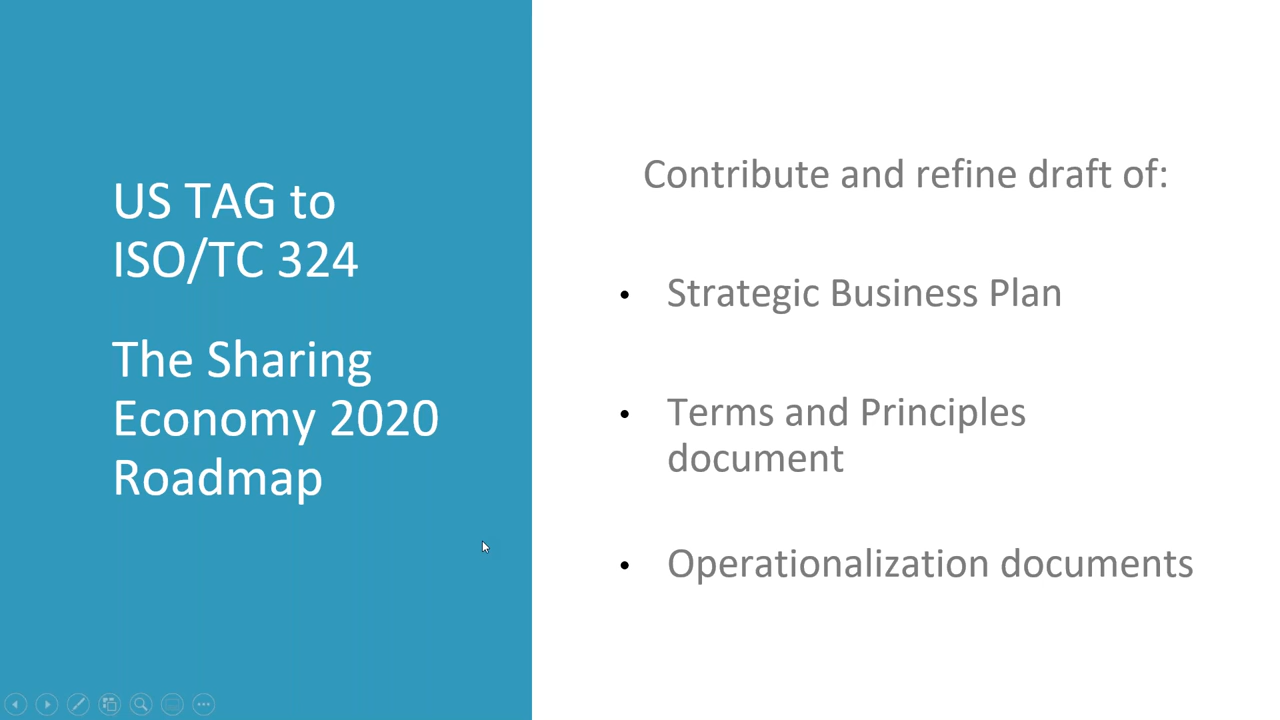 US TAG to
ISO/TC 324
The Sharing
Economy 2020
Roadmap
Contribute and refine draft of:
• Strategic Business Plan
• Terms and Principles
document
• Operationalization documents